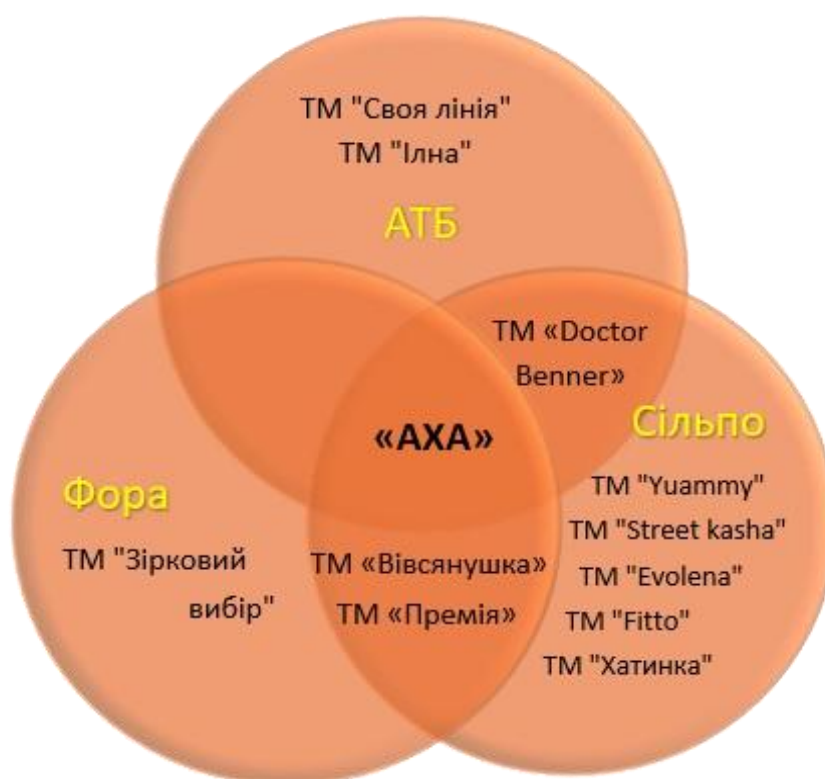 ТМ "Своя лінія"
ТМ "Ілна"
АТБ
ТМ «Doctor
Benner»
«АХА»
Сільпо
Фора
ТМ "Yuammy"
ТМ "Street kasha"
ТМ "Зірковий
вибір"
ТМ «Вівсянушка»
ТМ "Evolena"
ТМ «Премія»
ТМ "Fitto"
ТМ "Хатинка"